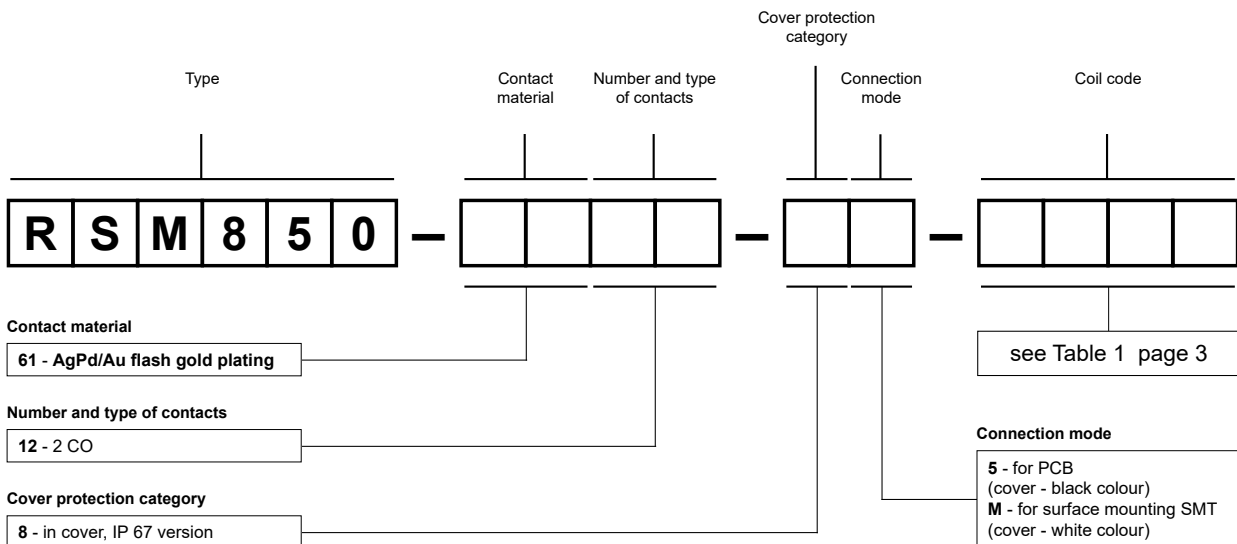 Cover protection
category
Type
Contact
material
Number and type
of contacts
Connection
mode
Coil code
RSM850 – –  –
Contact material
61 - AgPd/Au flash gold plating
see Table 1 page 3
Number and type of contacts
12 - 2 CO
Connection mode
5 - for PCB
(cover - black colour)
M - for surface mounting SMT
(cover - white colour)
Cover protection category
8 - in cover, IP 67 version